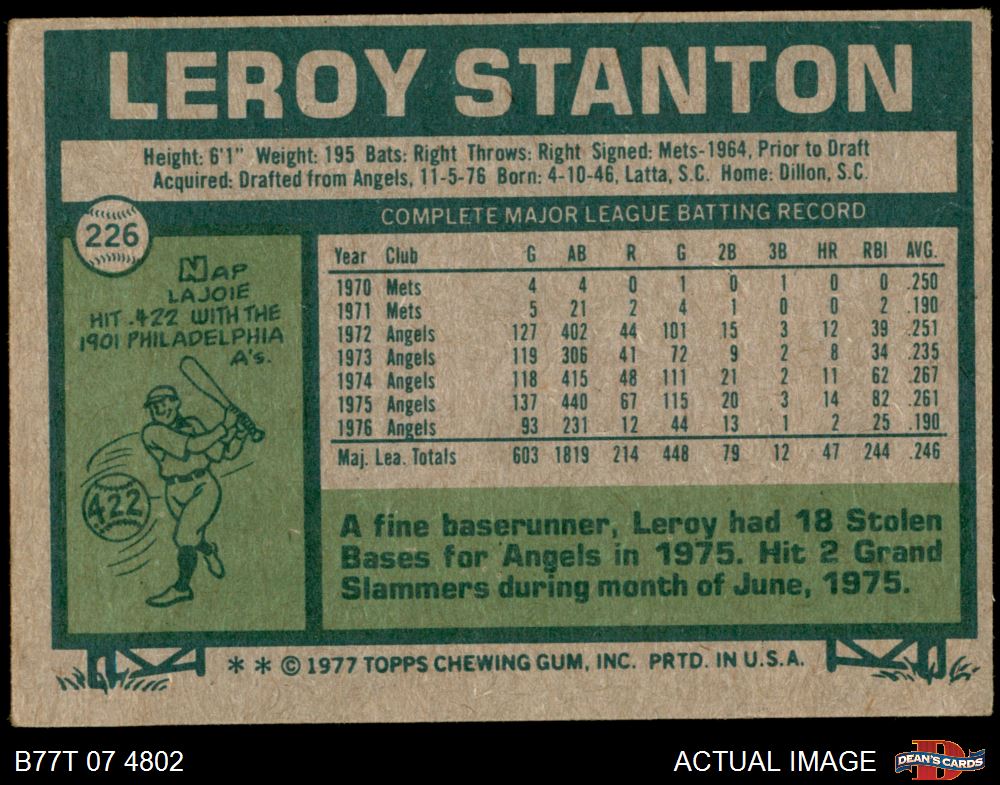 LEROY STANTON
Height: 6'1" Weight: 195 Bats: Right Throws: Right Signed: Mets-1964, Prior to Draft
Acquired: Drafted from Angels, 11-5-76 Born: 4-10-46, Latta, S.C. Home: Dillon, S.C.
226
NAP
LAJOIE
HIT .422 WITH THE
1901 PHILADELPHIA
A's.
422
COMPLETE MAJOR LEAGUE BATTING RECORD
Year Club G AB R G 2B 3B HR RBI AVG.
1970 Mets 4 4 0 1 0 1 0 0 .250
1971 Mets 5 21 2 4 1 0 0 2 .190
1972 Angels 127 402 44 101 15 3 12 39 .251
1973 Angels 119 306 41 72 9 2 8 34 .235
1974 Angels 118 415 48 111 21 2 11 62 .267
1975 Angels 137 440 67 115 20 3 14 82 .261
1976 Angels 93 231 12 44 13 1 2 25 .190
Maj. Lea. Totals 603 1819 214 448 79 12 47 244 .246
A fine baserunner, Leroy had 18 Stolen
Bases for Angels in 1975. Hit 2 Grand
Slammers during month of June, 1975.
* * © 1977 TOPPS CHEWING GUM, INC. PRTD. IN U.S.A.
B77T 07 4802
ACTUAL IMAGE
D
DEAN'S CARDS